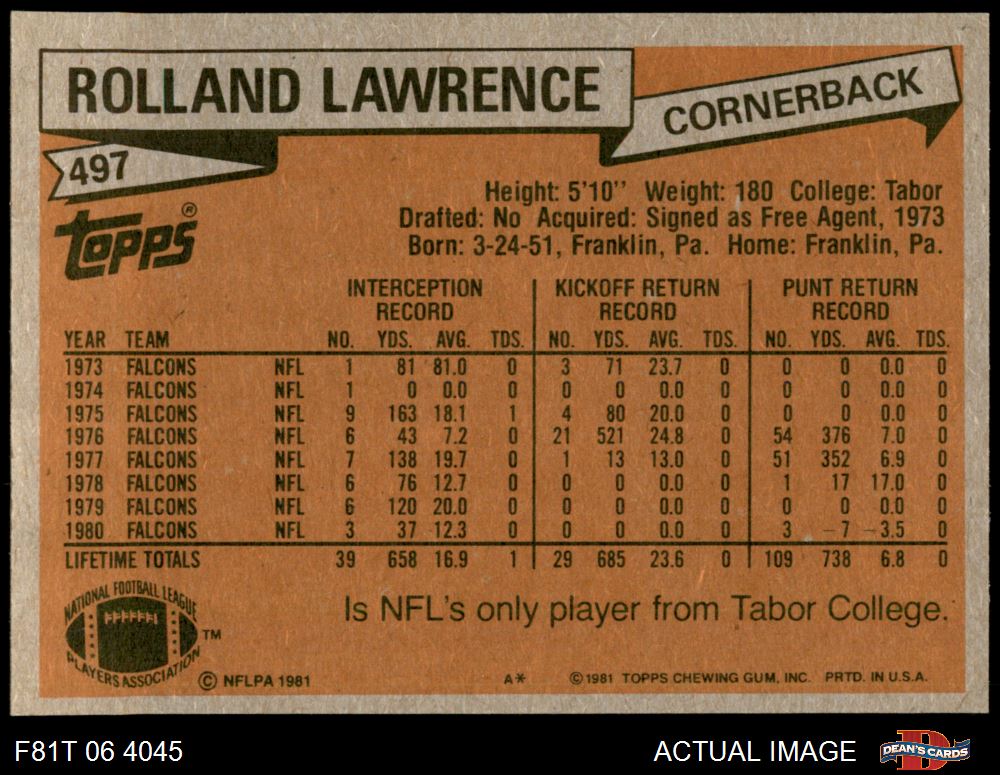 ROLLAND LAWRENCE
CORNERBACK
497
Topps®
Height: 5'10'' Weight: 180 College: Tabor
Drafted: No Acquired: Signed as Free Agent, 1973
Born: 3-24-51, Franklin, Pa. Home: Franklin, Pa.
INTERCEPTION RECORD KICKOFF RETURN RECORD PUNT RETURN RECORD
YEAR TEAM NO. YDS. AVG. TDS. NO. YDS. AVG. TDS. NO. YDS. AVG. TDS.
1973 FALCONS NFL 1 81 81.0 0 3 71 23.7 0 0 0 0.0 0
1974 FALCONS NFL 1 0 0.0 0 0 0 0.0 0 0 0 0.0 0
1975 FALCONS NFL 9 163 18.1 1 4 80 20.0 0 0 0 0.0 0
1976 FALCONS NFL 6 43 7.2 0 21 521 24.8 0 54 376 7.0 0
1977 FALCONS NFL 7 138 19.7 0 1 13 13.0 0 51 352 6.9 0
1978 FALCONS NFL 6 76 12.7 0 0 0 0.0 0 1 17 17.0 0
1979 FALCONS NFL 6 120 20.0 0 0 0 0.0 0 0 0 0.0 0
1980 FALCONS NFL 3 37 12.3 0 0 0 0.0 0 3 -7 -3.5 0
LIFETIME TOTALS 39 658 16.9 1 29 685 23.6 0 109 738 6.8 0
NATIONAL FOOTBALL LEAGUE
PLAYERS ASSOCIATION
TM
Is NFL's only player from Tabor College.
© NFLPA 1981 A* © 1981 TOPPS CHEWING GUM, INC. PRTD. IN U.S.A.
F81T 06 4045 ACTUAL IMAGE DEAN'S CARDS